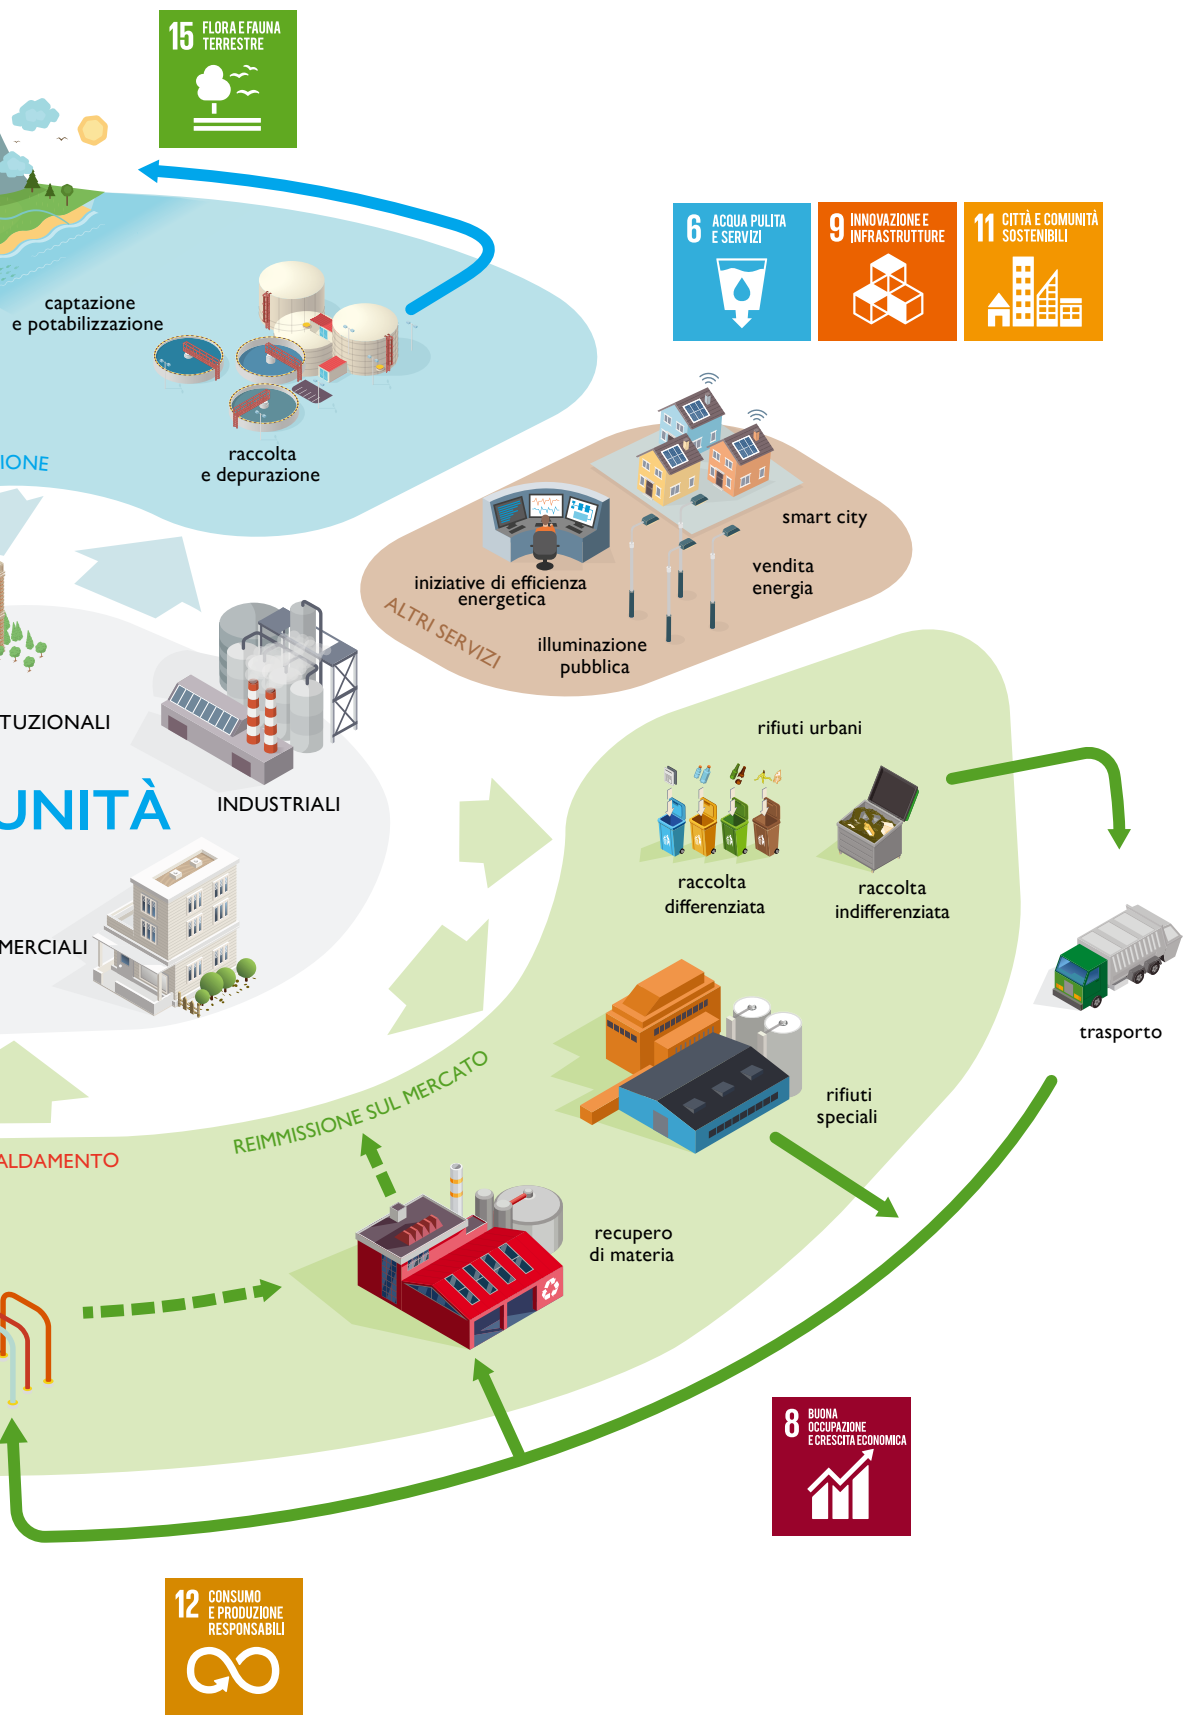 15 FLORA E FAUNA
TERRESTRE
6 ACQUA PULITA
E SERVIZI
9 INNOVAZIONE E
INFRASTRUTTURE
11 CITTÀ E COMUNITÀ
SOSTENIBILI
captazione
e potabilizzazione
raccolta
e depurazione
IONE
smart city
vendita
energia
iniziative di efficienza
energetica
illuminazione
pubblica
ALTRI SERVIZI
TUZIONALI
INDUSTRIALI
UNITÀ
MERCIALI
rifiuti urbani
raccolta
differenziata
raccolta
indifferenziata
trasporto
rifiuti
speciali
REIMMISSIONE SUL MERCATO
ALDAMENTO
recupero
di materia
8 BUONA
OCCUPAZIONE
E CRESCITA ECONOMICA
12 CONSUMO
E PRODUZIONE
RESPONSABILI